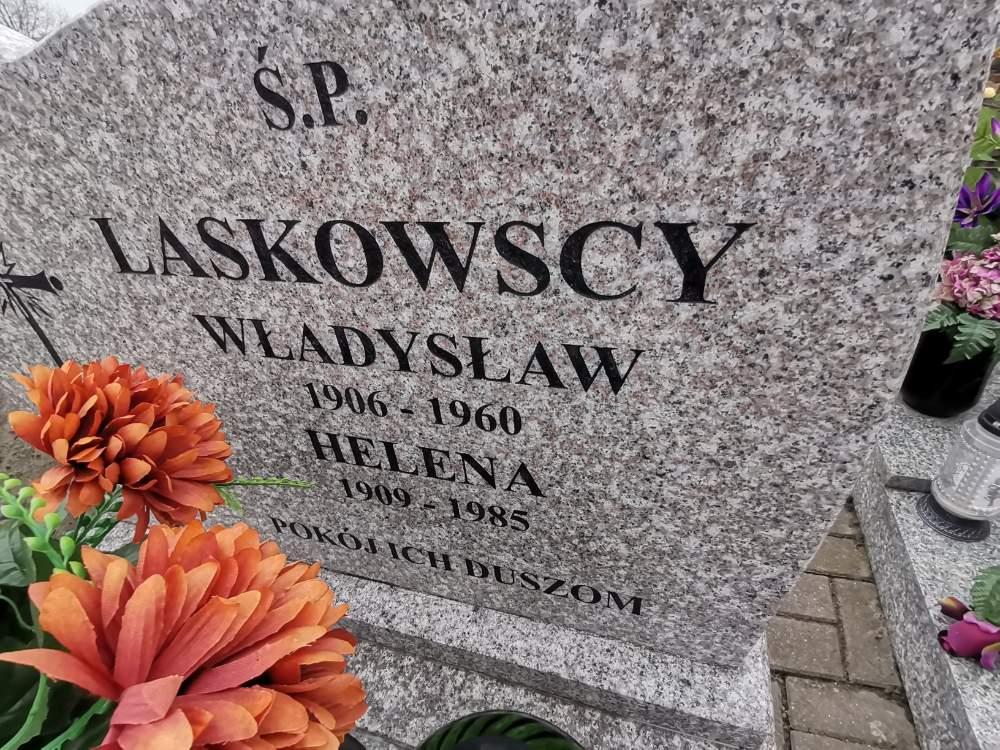 Ś.P.
LASKOWSCY
WŁADYSŁAW
1906 - 1960
HELENA
1909 - 1985
POKÓJ ICH DUSZOM